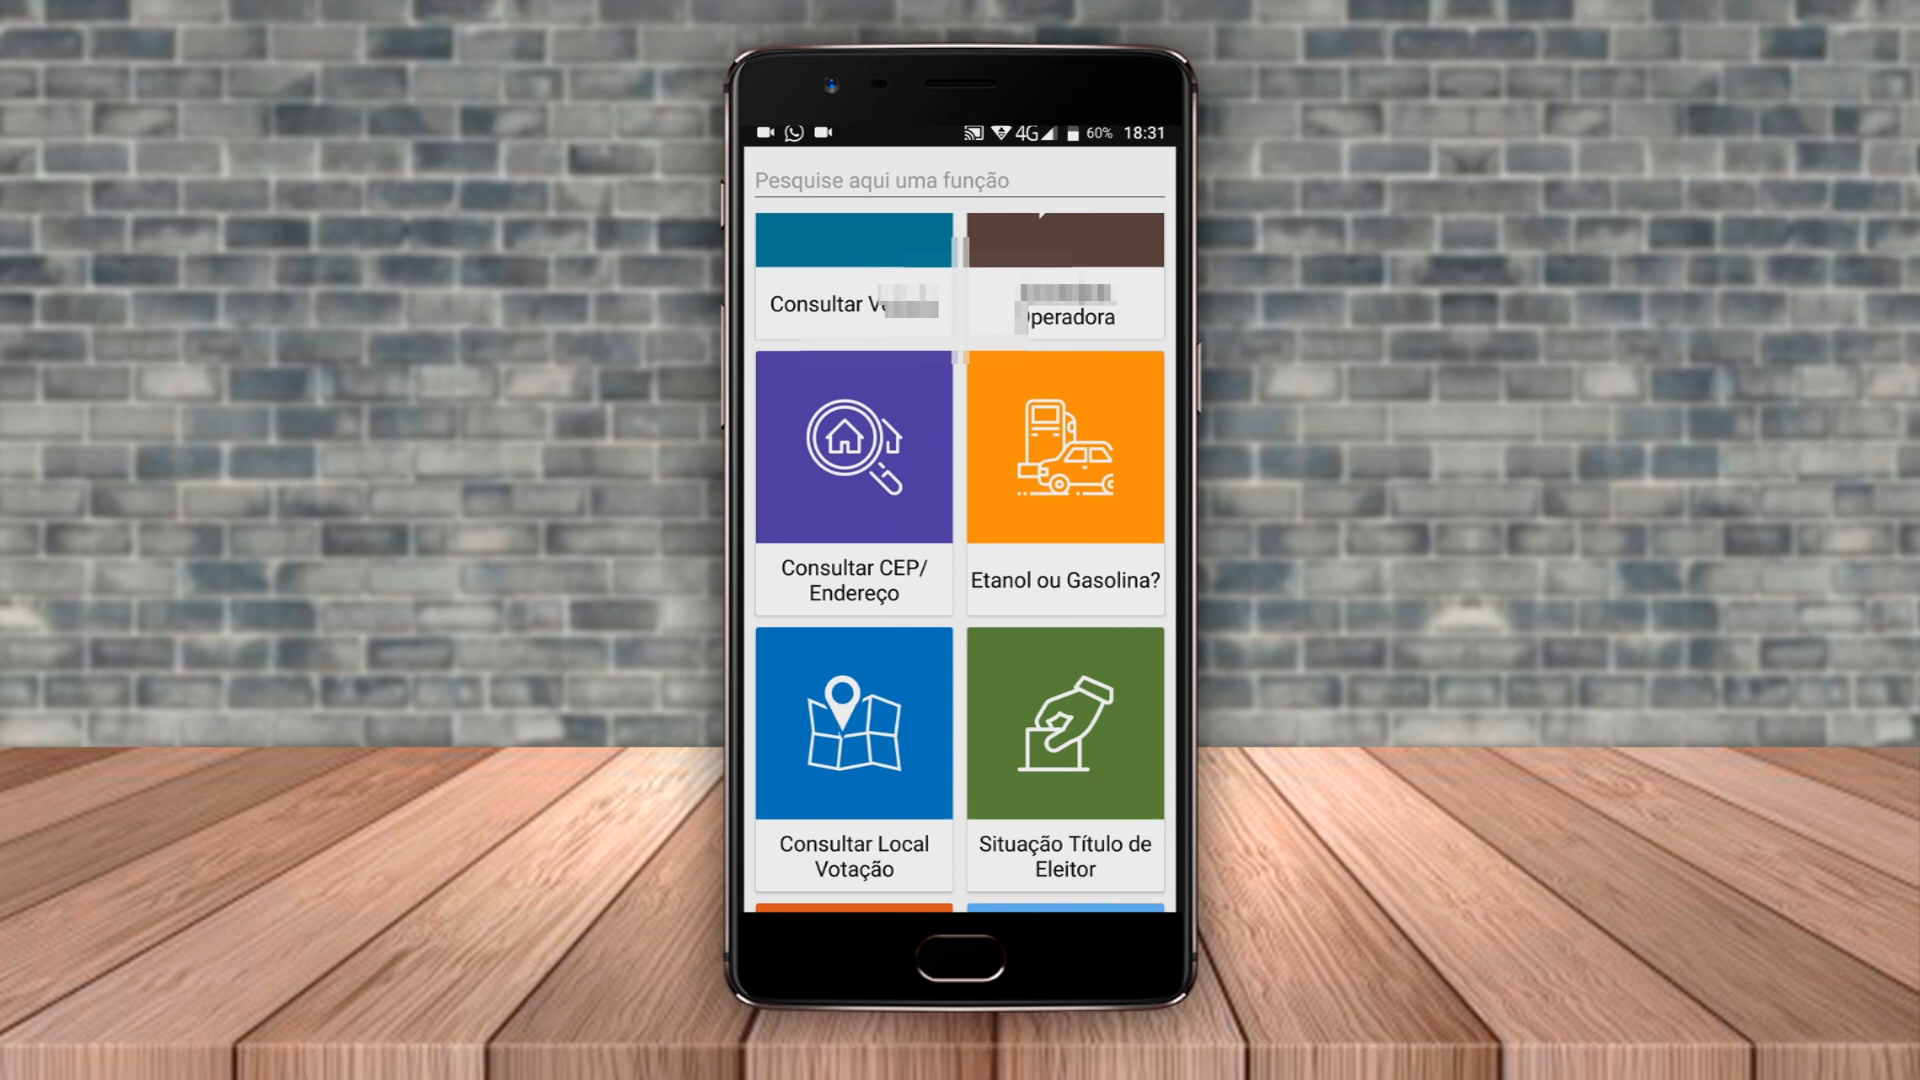 4G 60% 18:31
Pesquise aqui uma função
Consultar
Operadora
Consultar CEP/
Endereço
Etanol ou Gasolina?
Consultar Local
Votação
Situação Título de
Eleitor